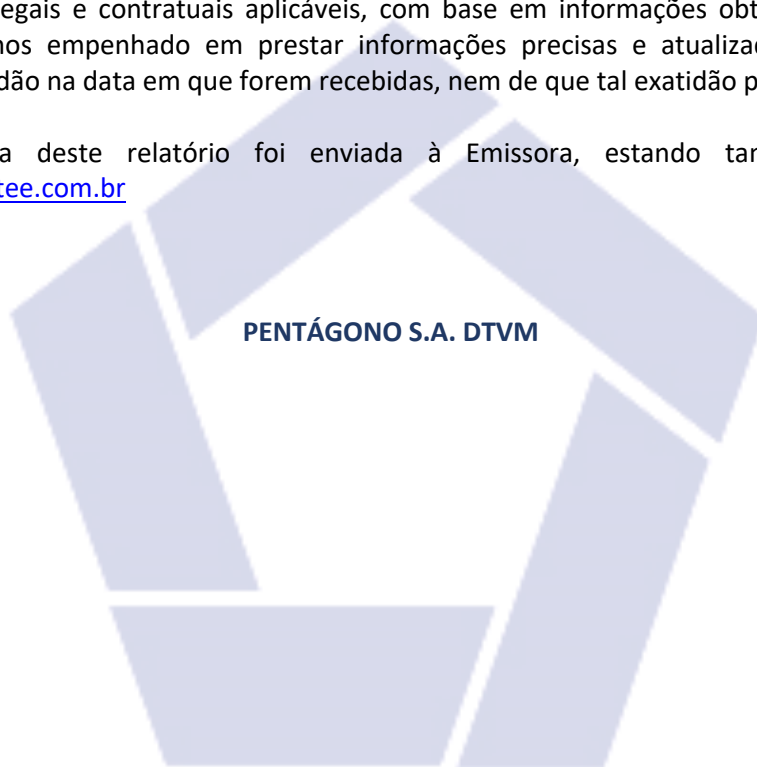 egais e contratuais aplicáveis, com base em informações obt
nos empenhado em prestar informações precisas e atualizad
dão na data em que forem recebidas, nem de que tal exatidão p
a deste relatório foi enviada à Emissora, estando tar
tee.com.br
PENTÁGONO S.A. DTVM